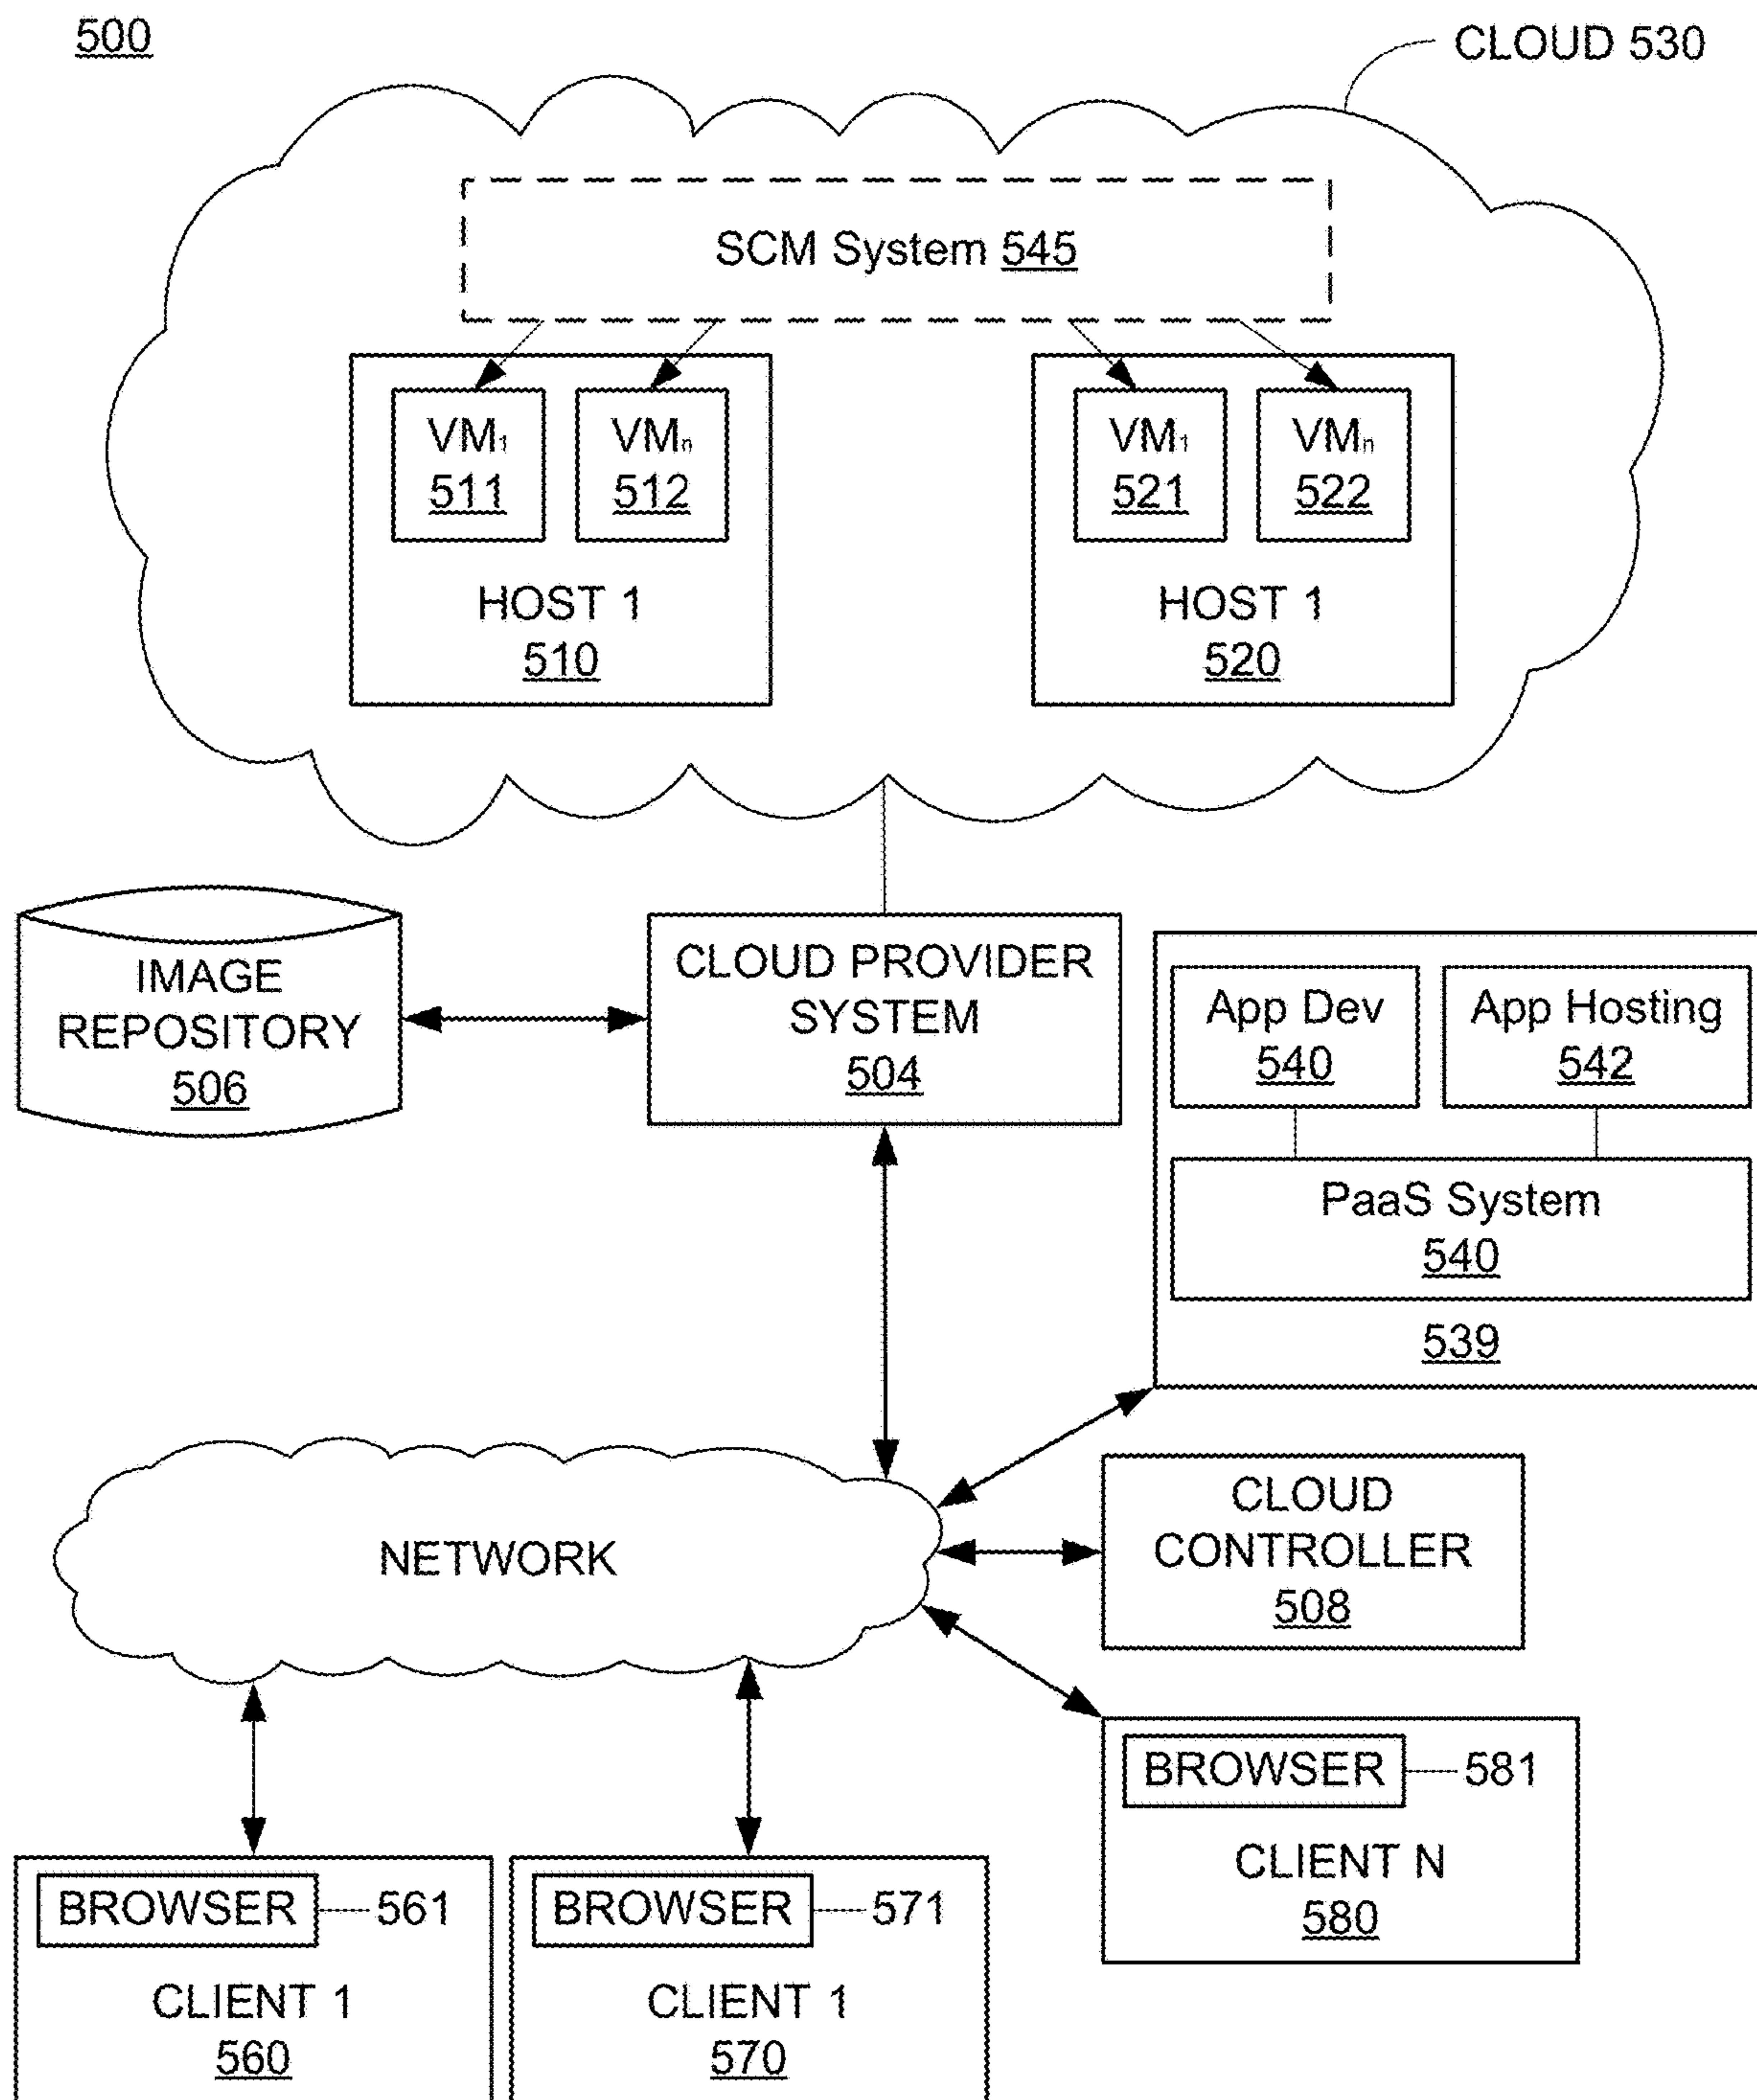 500
CLOUD 530
SCM System 545
VM1
511
VMn
512
HOST 1
510
VM1
521
VMn
522
HOST 1
520
IMAGE
REPOSITORY
506
CLOUD PROVIDER
SYSTEM
504
App Dev
540
App Hosting
542
PaaS System
540
539
NETWORK
CLOUD
CONTROLLER
508
BROWSER 581
CLIENT N
580
BROWSER 561
CLIENT 1
560
BROWSER 571
CLIENT 1
570